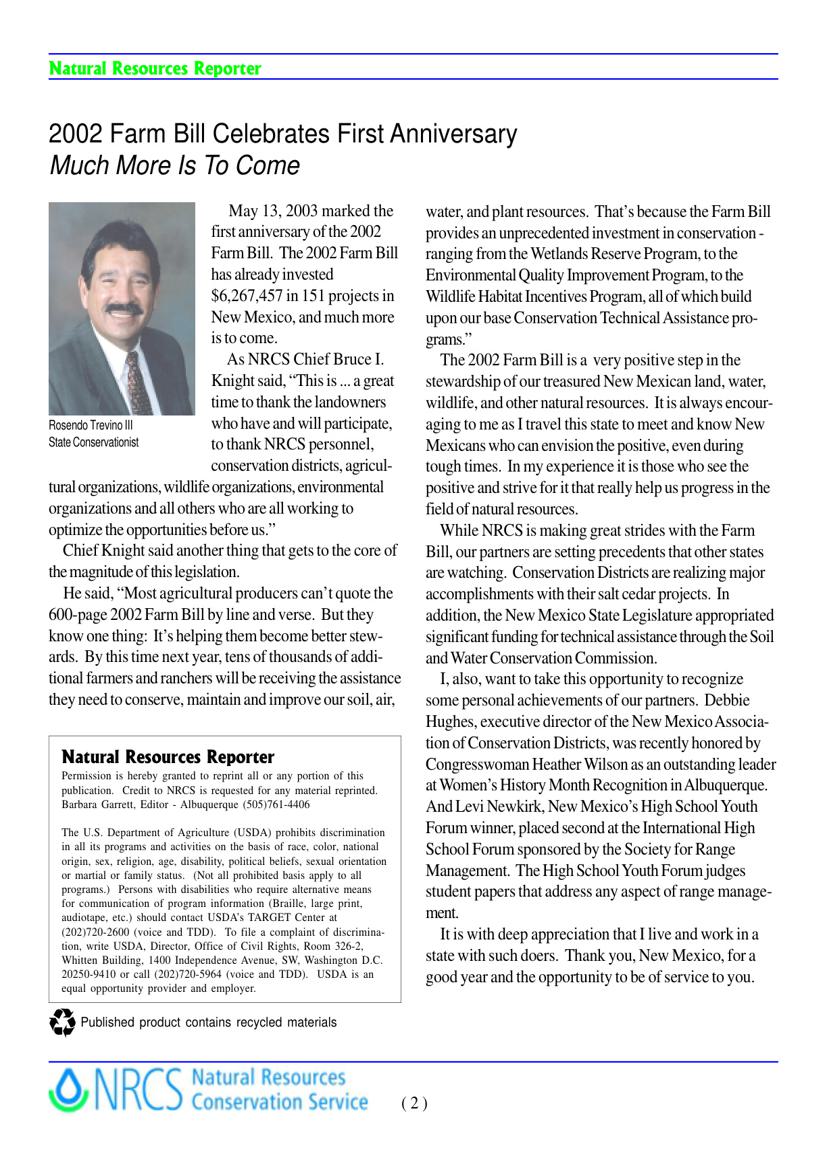 Natural Resources Reporter
2002 Farm Bill Celebrates First Anniversary
Much More Is To Come
Rosendo Trevino III
State Conservationist
May 13, 2003 marked the
first anniversary of the 2002
Farm Bill. The 2002 Farm Bill
has already invested
$6,267,457 in 151 projects in
New Mexico, and much more
is to come.
As NRCS Chief Bruce I.
Knight said, “This is ... a great
time to thank the landowners
who have and will participate,
to thank NRCS personnel,
conservation districts, agricul-
tural organizations, wildlife organizations, environmental
organizations and all others who are all working to
optimize the opportunities before us.”
Chief Knight said another thing that gets to the core of
the magnitude of this legislation.
He said, “Most agricultural producers can’t quote the
600-page 2002 Farm Bill by line and verse. But they
know one thing: It’s helping them become better stew-
ards. By this time next year, tens of thousands of addi-
tional farmers and ranchers will be receiving the assistance
they need to conserve, maintain and improve our soil, air,
water, and plant resources. That’s because the Farm Bill
provides an unprecedented investment in conservation -
ranging from the Wetlands Reserve Program, to the
Environmental Quality Improvement Program, to the
Wildlife Habitat Incentives Program, all of which build
upon our base Conservation Technical Assistance pro-
grams.”
The 2002 Farm Bill is a very positive step in the
stewardship of our treasured New Mexican land, water,
wildlife, and other natural resources. It is always encour-
aging to me as I travel this state to meet and know New
Mexicans who can envision the positive, even during
tough times. In my experience it is those who see the
positive and strive for it that really help us progress in the
field of natural resources.
While NRCS is making great strides with the Farm
Bill, our partners are setting precedents that other states
are watching. Conservation Districts are realizing major
accomplishments with their salt cedar projects. In
addition, the New Mexico State Legislature appropriated
significant funding for technical assistance through the Soil
and Water Conservation Commission.
I, also, want to take this opportunity to recognize
some personal achievements of our partners. Debbie
Hughes, executive director of the New Mexico Associa-
tion of Conservation Districts, was recently honored by
Congresswoman Heather Wilson as an outstanding leader
at Women’s History Month Recognition in Albuquerque.
And Levi Newkirk, New Mexico’s High School Youth
Forum winner, placed second at the International High
School Forum sponsored by the Society for Range
Management. The High School Youth Forum judges
student papers that address any aspect of range manage-
ment.
It is with deep appreciation that I live and work in a
state with such doers. Thank you, New Mexico, for a
good year and the opportunity to be of service to you.
Natural Resources Reporter
Permission is hereby granted to reprint all or any portion of this
publication. Credit to NRCS is requested for any material reprinted.
Barbara Garrett, Editor - Albuquerque (505)761-4406
The U.S. Department of Agriculture (USDA) prohibits discrimination
in all its programs and activities on the basis of race, color, national
origin, sex, religion, age, disability, political beliefs, sexual orientation
or martial or family status. (Not all prohibited basis apply to all
programs.) Persons with disabilities who require alternative means
for communication of program information (Braille, large print,
audiotape, etc.) should contact USDA’s TARGET Center at
(202)720-2600 (voice and TDD). To file a complaint of discrimina-
tion, write USDA, Director, Office of Civil Rights, Room 326-2,
Whitten Building, 1400 Independence Avenue, SW, Washington D.C.
20250-9410 or call (202)720-5964 (voice and TDD). USDA is an
equal opportunity provider and employer.
Published product contains recycled materials
NRCS Natural Resources
Conservation Service
( 2 )